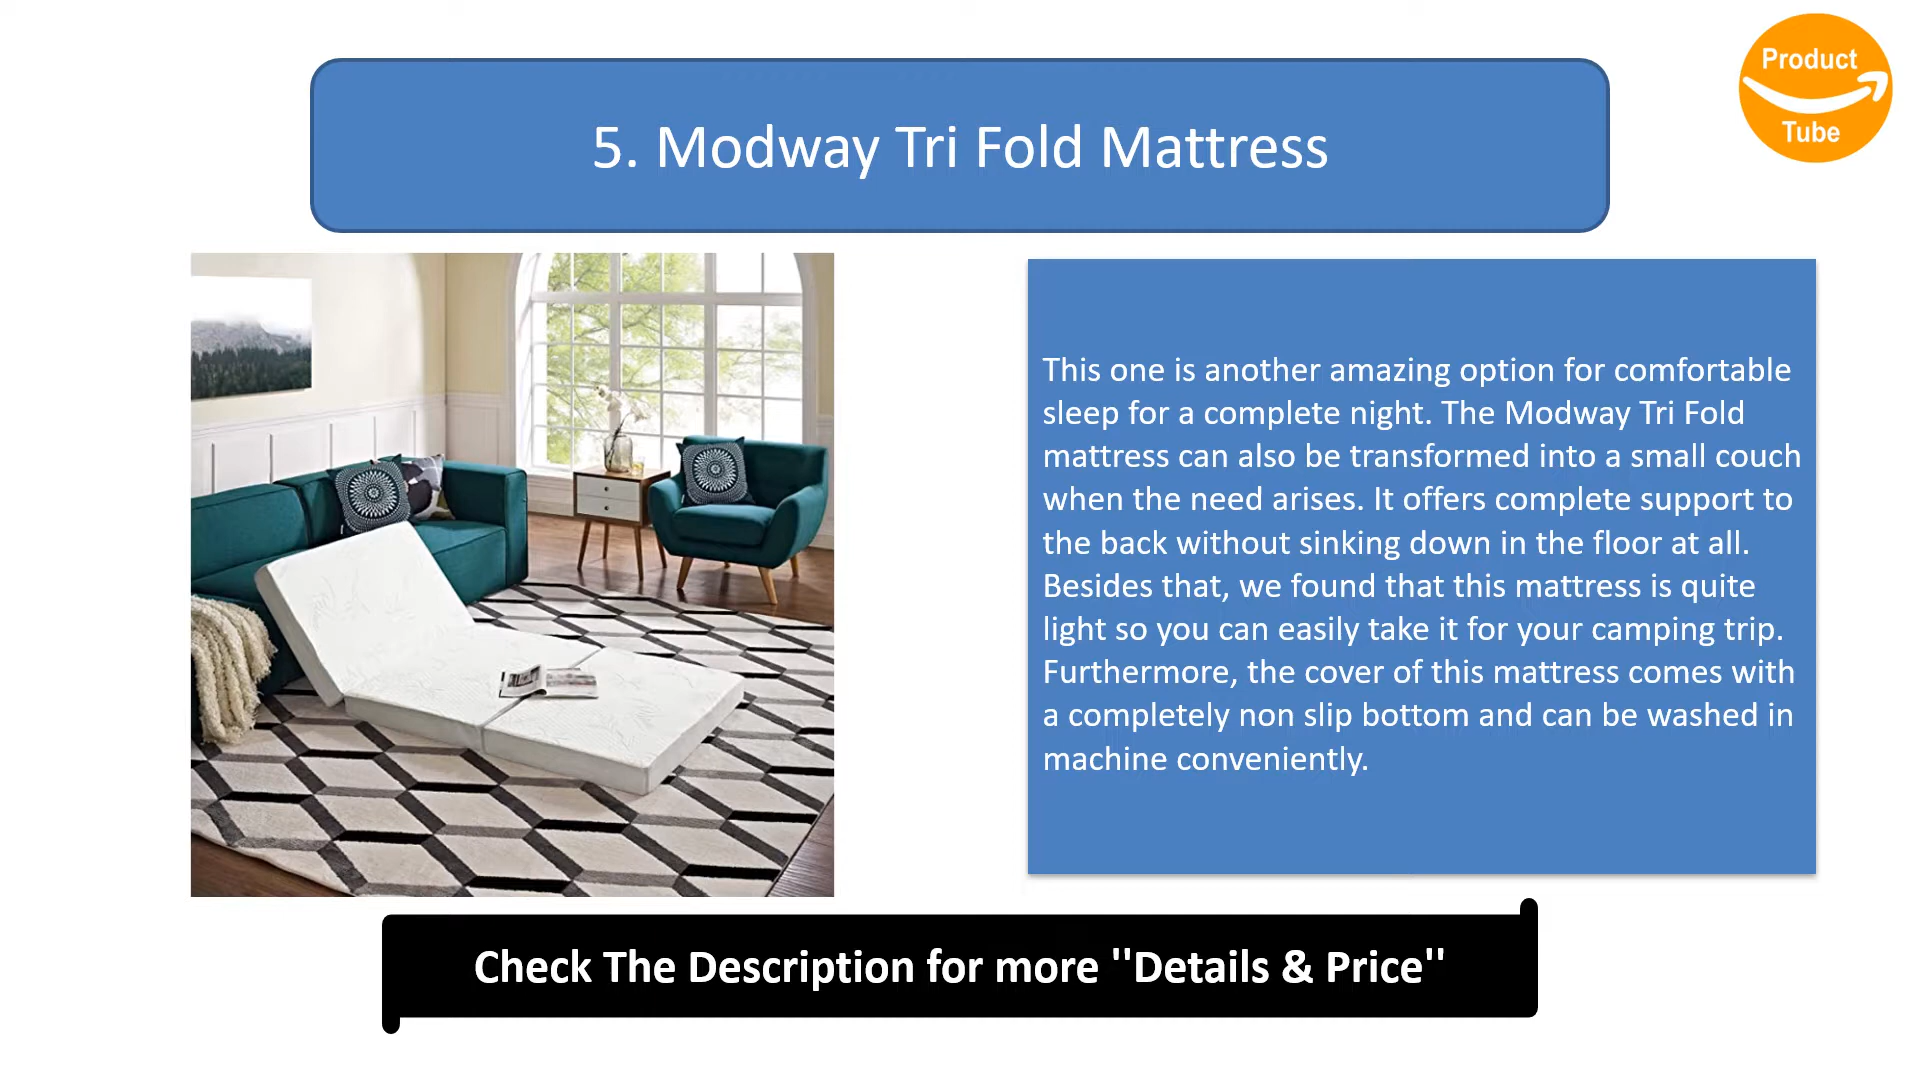 Product
Tube
5. Modway Tri Fold Mattress
This one is another amazing option for comfortable
sleep for a complete night. The Modway Tri Fold
mattress can also be transformed into a small couch
when the need arises. It offers complete support to
the back without sinking down in the floor at all.
Besides that, we found that this mattress is quite
light so you can easily take it for your camping trip.
Furthermore, the cover of this mattress comes with
a completely non slip bottom and can be washed in
machine conveniently.
Check The Description for more "Details & Price"